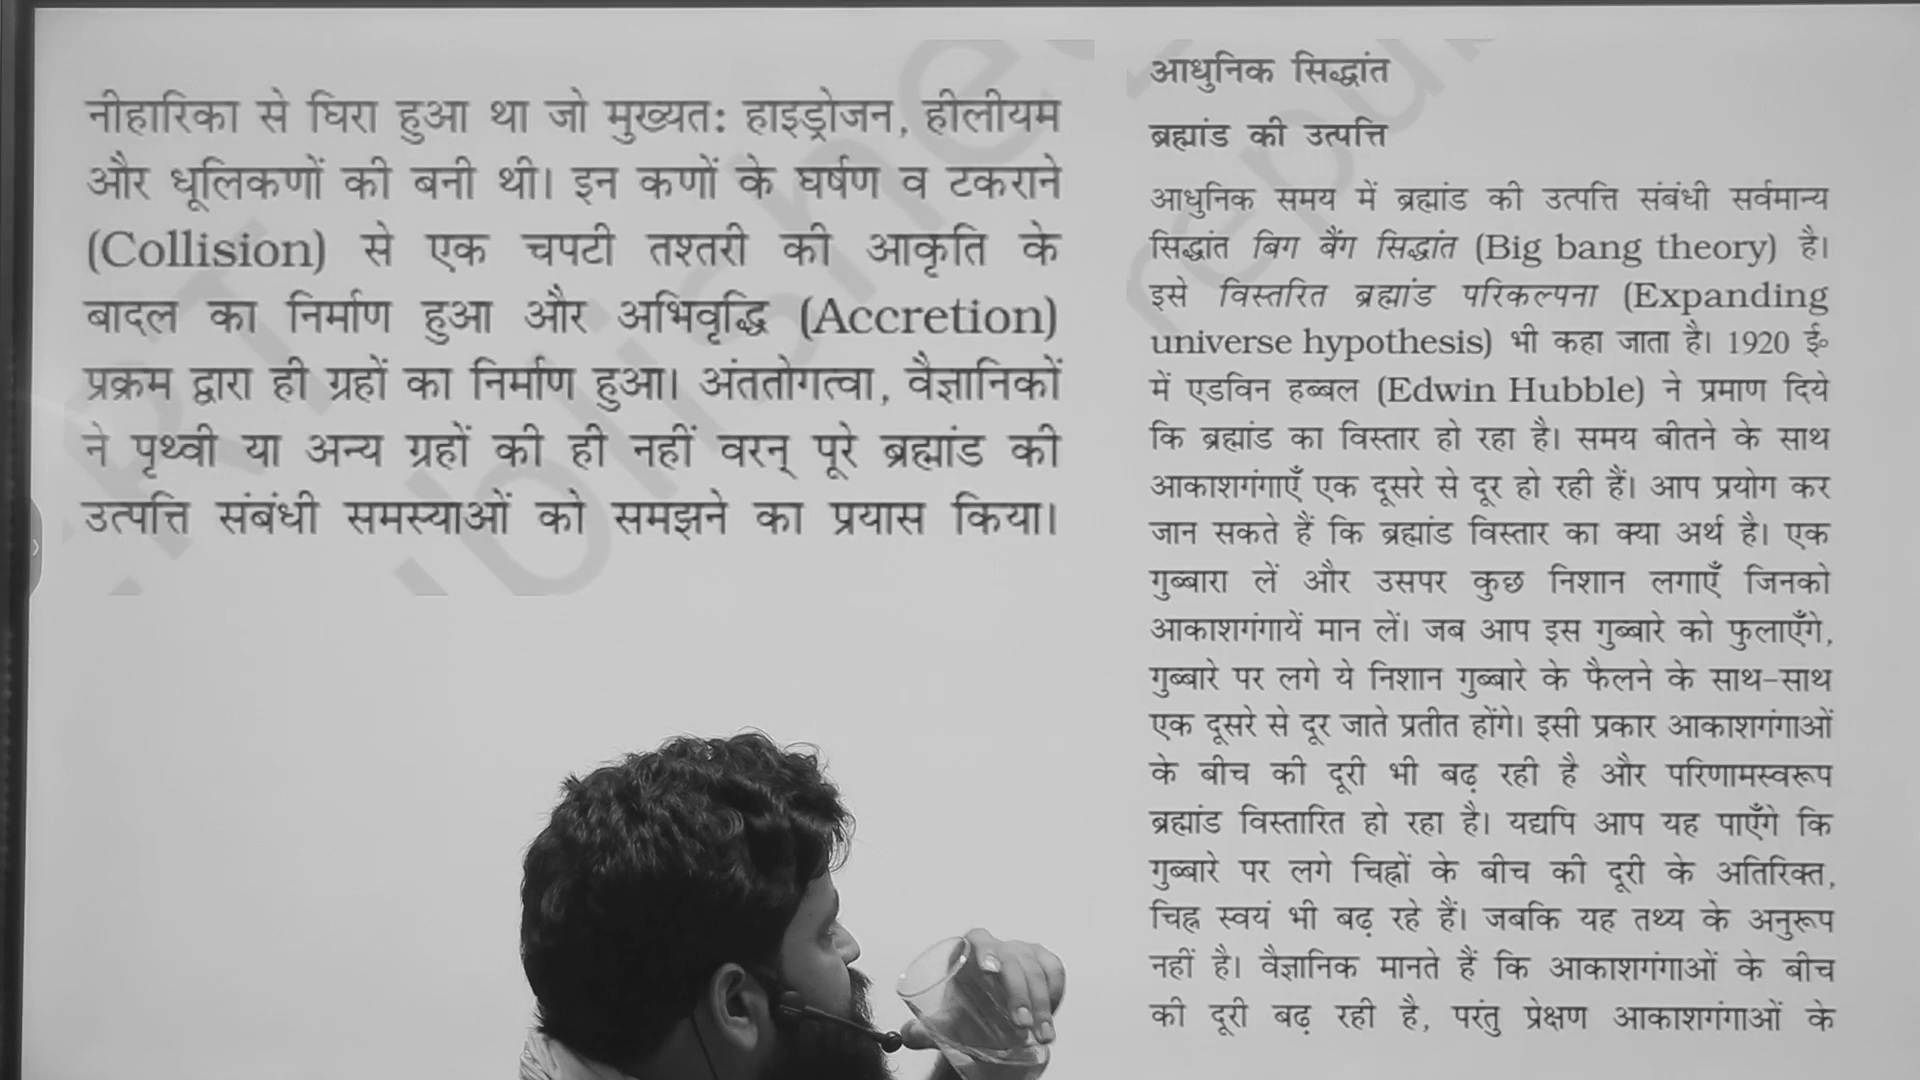 नीहारिका से घिरा हुआ था जो मुख्यतः हाइड्रोजन, हीलीयम
और धूलिकणों की बनी थी। इन कणों के घर्षण व टकराने
(Collision) से एक चपटी तश्तरी की आकृति के
बादल का निर्माण हुआ और अभिवृद्धि (Accretion)
प्रक्रम द्वारा ही ग्रहों का निर्माण हुआ। अंततोगत्वा, वैज्ञानिकों
ने पृथ्वी या अन्य ग्रहों की ही नहीं वरन् पूरे ब्रह्मांड की
उत्पत्ति संबंधी समस्याओं को समझने का प्रयास किया।
आधुनिक सिद्धांत
ब्रह्मांड की उत्पत्ति
आधुनिक समय में ब्रह्मांड की उत्पत्ति संबंधी सर्वमान्य
सिद्धांत बिग बैंग सिद्धांत (Big bang theory) है।
इसे विस्तरित ब्रह्मांड परिकल्पना (Expanding
universe hypothesis) भी कहा जाता है। 1920 ई॰
में एडविन हब्बल (Edwin Hubble) ने प्रमाण दिये
कि ब्रह्मांड का विस्तार हो रहा है। समय बीतने के साथ
आकाशगंगाएँ एक दूसरे से दूर हो रही हैं। आप प्रयोग कर
जान सकते हैं कि ब्रह्मांड विस्तार का क्या अर्थ है। एक
गुब्बारा लें और उसपर कुछ निशान लगाएँ जिनको
आकाशगंगायें मान लें। जब आप इस गुब्बारे को फुलाएँगे,
गुब्बारे पर लगे ये निशान गुब्बारे के फैलने के साथ-साथ
एक दूसरे से दूर जाते प्रतीत होंगे। इसी प्रकार आकाशगंगाओं
के बीच की दूरी भी बढ़ रही है और परिणामस्वरूप
ब्रह्मांड विस्तारित हो रहा है। यद्यपि आप यह पाएँगे कि
गुब्बारे पर लगे चिह्नों के बीच की दूरी के अतिरिक्त,
चिह्न स्वयं भी बढ़ रहे हैं। जबकि यह तथ्य के अनुरूप
नहीं है। वैज्ञानिक मानते हैं कि आकाशगंगाओं के बीच
की दूरी बढ़ रही है, परंतु प्रेक्षण आकाशगंगाओं के